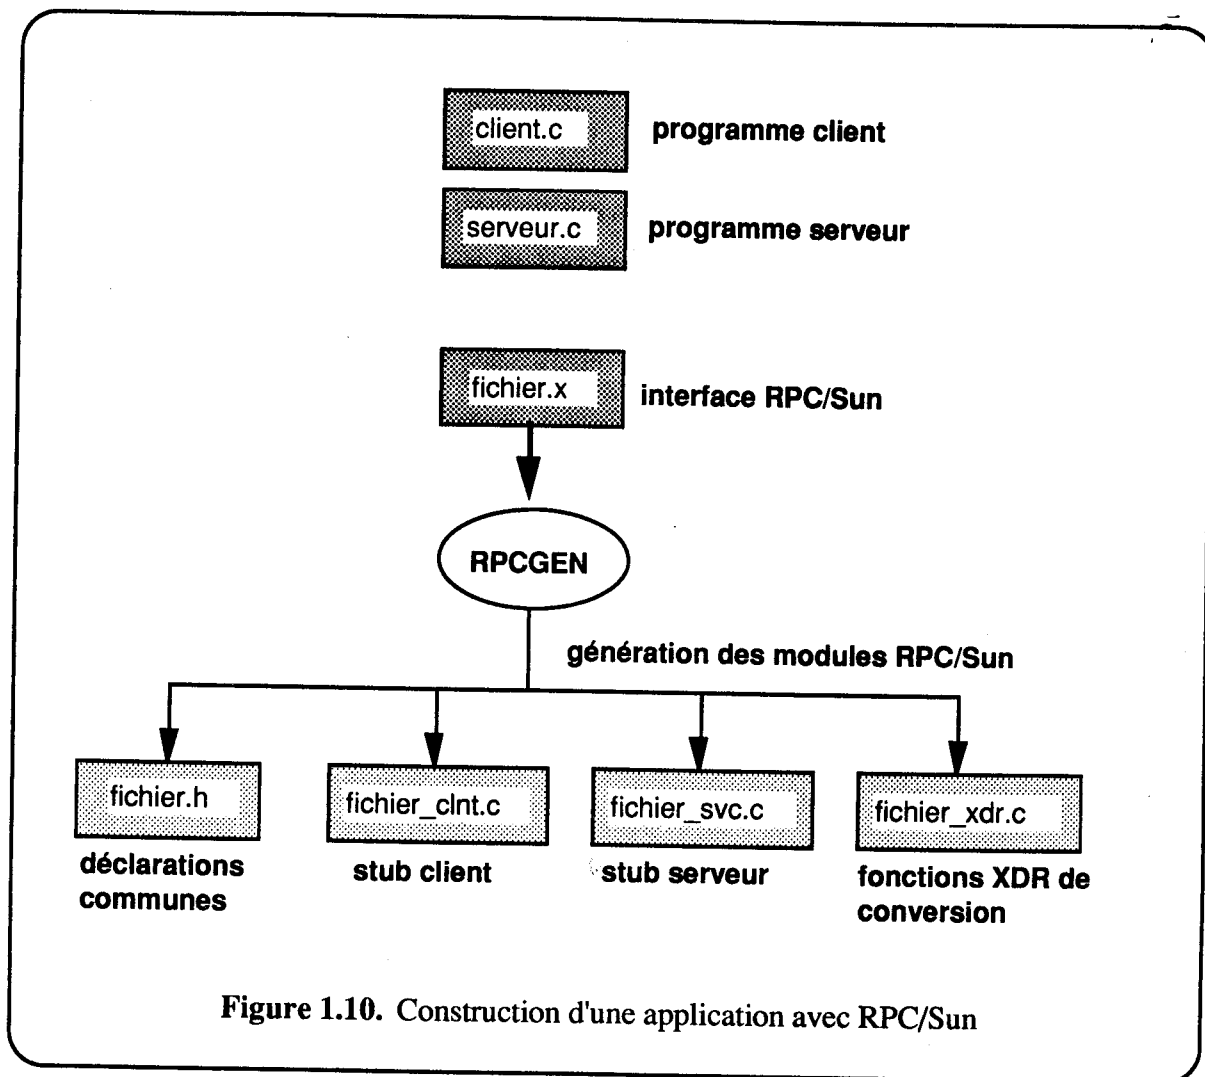 client.c
programme client
serveur.c
programme serveur
fichier.x
interface RPC/Sun
RPCGEN
génération des modules RPC/Sun
fichier.h
fichier_clnt.c
fichier_svc.c
fichier_xdr.c
déclarations
communes
stub client
stub serveur
fonctions XDR de
conversion
Figure 1.10. Construction d'une application avec RPC/Sun